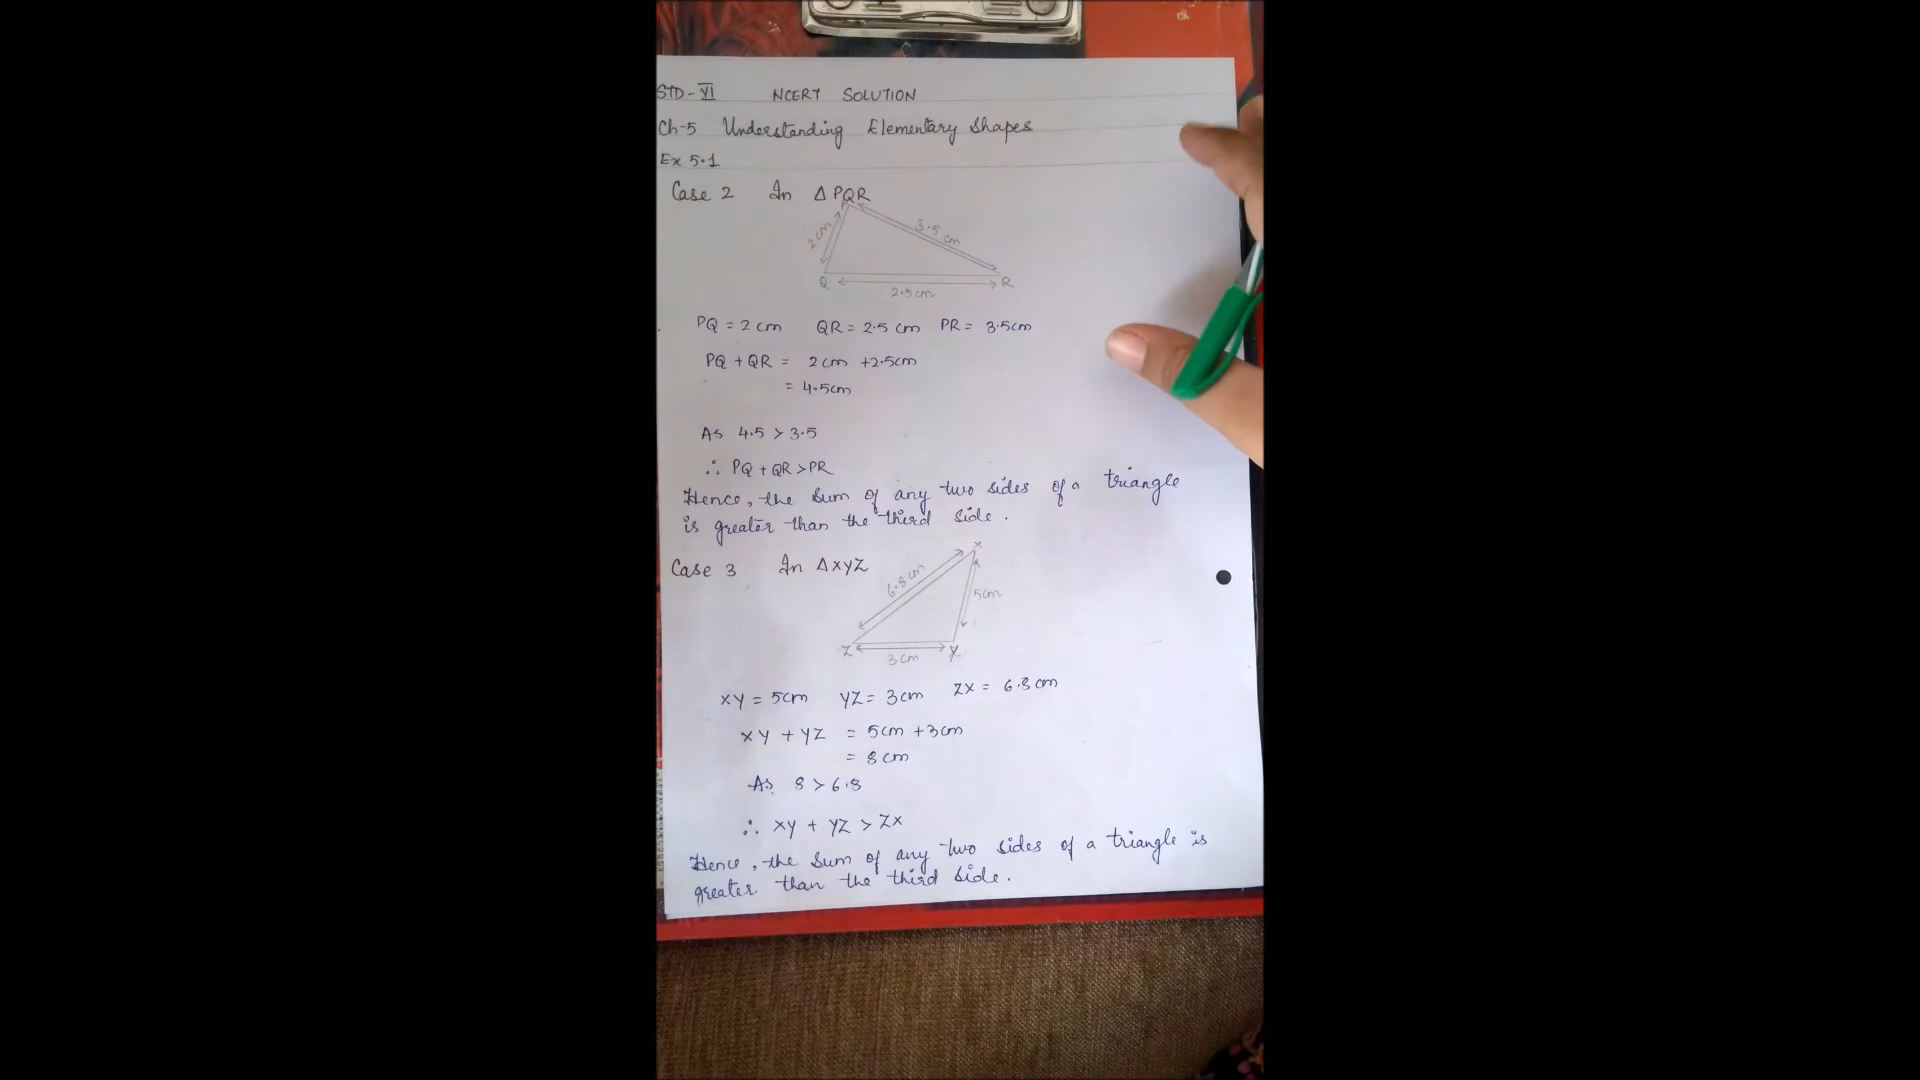 STD-VI NCERT SOLUTION
Ch-5 Understanding Elementary Shapes
Ex 5.1
Case 2 In Δ PQR
P
2cm
3.5 cm
Q
R
2.5cm
PQ = 2 cm QR = 2.5 cm PR = 3.5cm
PQ + QR = 2cm +2.5cm
= 4.5cm
As 4.5 > 3.5
∴ PQ + QR > PR
Hence, the sum of any two sides of a triangle
is greater than the third side.
Case 3 In ΔXYZ
X
6.8 cm
5cm
Z
Y
3cm
XY = 5cm YZ = 3cm ZX = 6.8cm
XY + YZ = 5cm +3cm
= 8cm
As 8 > 6.8
∴ XY + YZ > ZX
Hence, the sum of any two sides of a triangle is
greater than the third side.